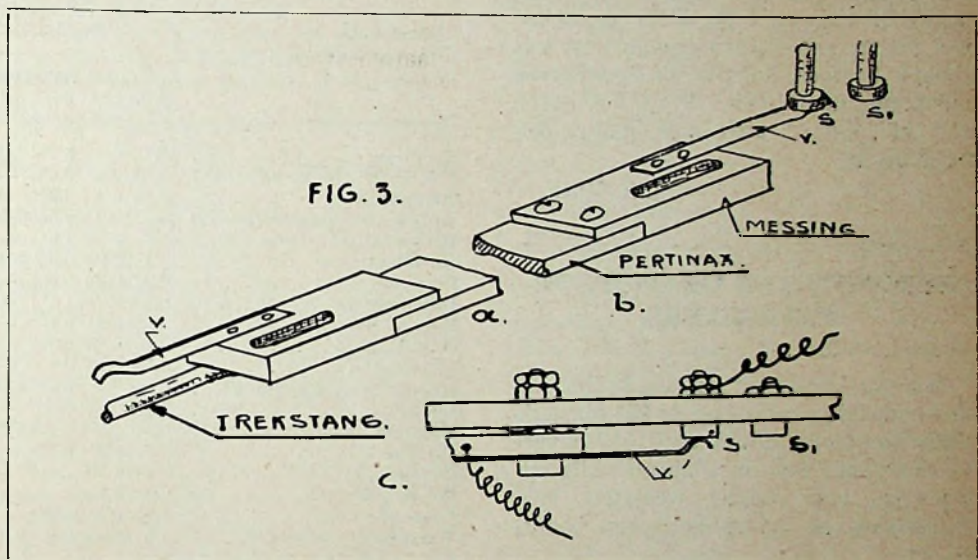 FIG. 3.
S
S₁
V.
MESSING
PERTINAX.
b.
a.
V.
TREKSTANG.
c.
V
S
S₁